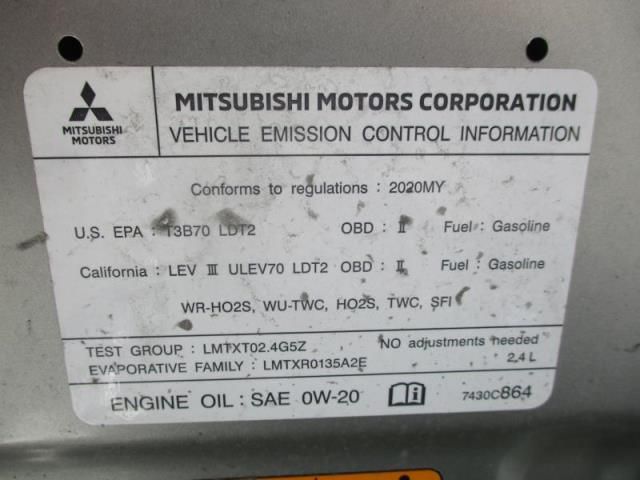 MITSUBISHI MOTORS CORPORATION
MITSUBISHI
MOTORS
VEHICLE EMISSION CONTROL INFORMATION
Conforms to regulations : 2020MY
U.S. EPA : T3B70 LDT2 OBD : II Fuel : Gasoline
California : LEV III ULEV70 LDT2 OBD : II Fuel : Gasoline
WR-HO2S, WU-TWC, HO2S, TWC, SFI
TEST GROUP : LMTXT02.4G5Z NO adjustments needed
EVAPORATIVE FAMILY : LMTXR0135A2E 2,4 L
ENGINE OIL : SAE 0W-20 7430C864